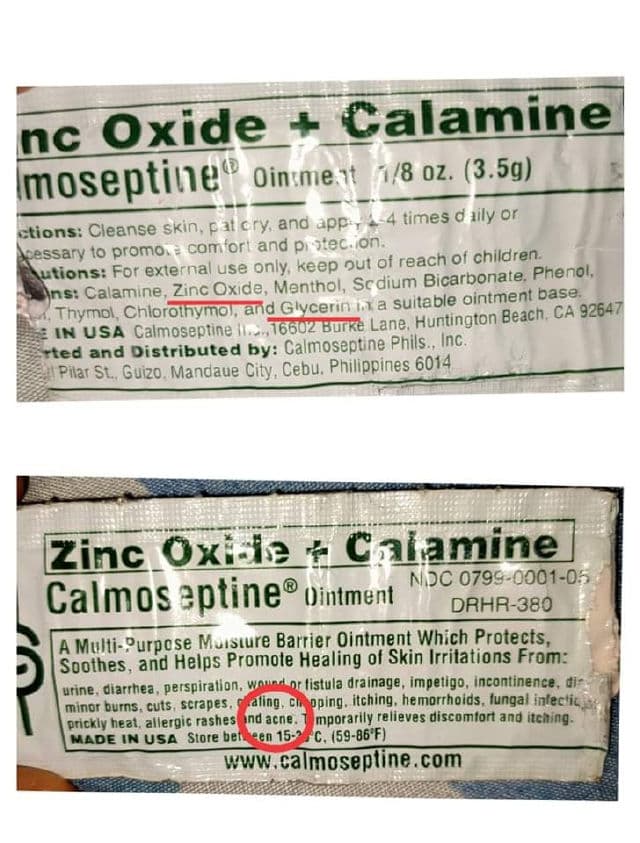 nc Oxide + Calamine
moseptine® Ointment 1/8 oz. (3.5g)
ctions: Cleanse skin, pat dry, and apply 1-4 times daily or
cessary to promote comfort and protection.
autions: For external use only, keep out of reach of children.
ns: Calamine, Zinc Oxide, Menthol, Sodium Bicarbonate, Phenol,
Thymol, Chlorothymol, and Glycerin in a suitable ointment base.
E IN USA Calmoseptine 16602 Burke Lane, Huntington Beach, CA 92647
rted and Distributed by: Calmoseptine Phils., Inc.
Pilar St., Guizo, Mandaue City, Cebu, Philippines 6014
Zinc Oxide + Calamine
Calmoseptine® Ointment
NDC 0799-0001-05
DRHR-380
A Multi-Purpose Moisture Barrier Ointment Which Protects,
Soothes, and Helps Promote Healing of Skin Irritations From:
urine, diarrhea, perspiration, wound or fistula drainage, impetigo, incontinence,
minor burns, cuts, scrapes, chapping, itching, hemorrhoids, fungal infectio
prickly heat, allergic rashes and acne. Temporarily relieves discomfort and itching.
MADE IN USA Store between (59-86°F)
www.calmoseptine.com